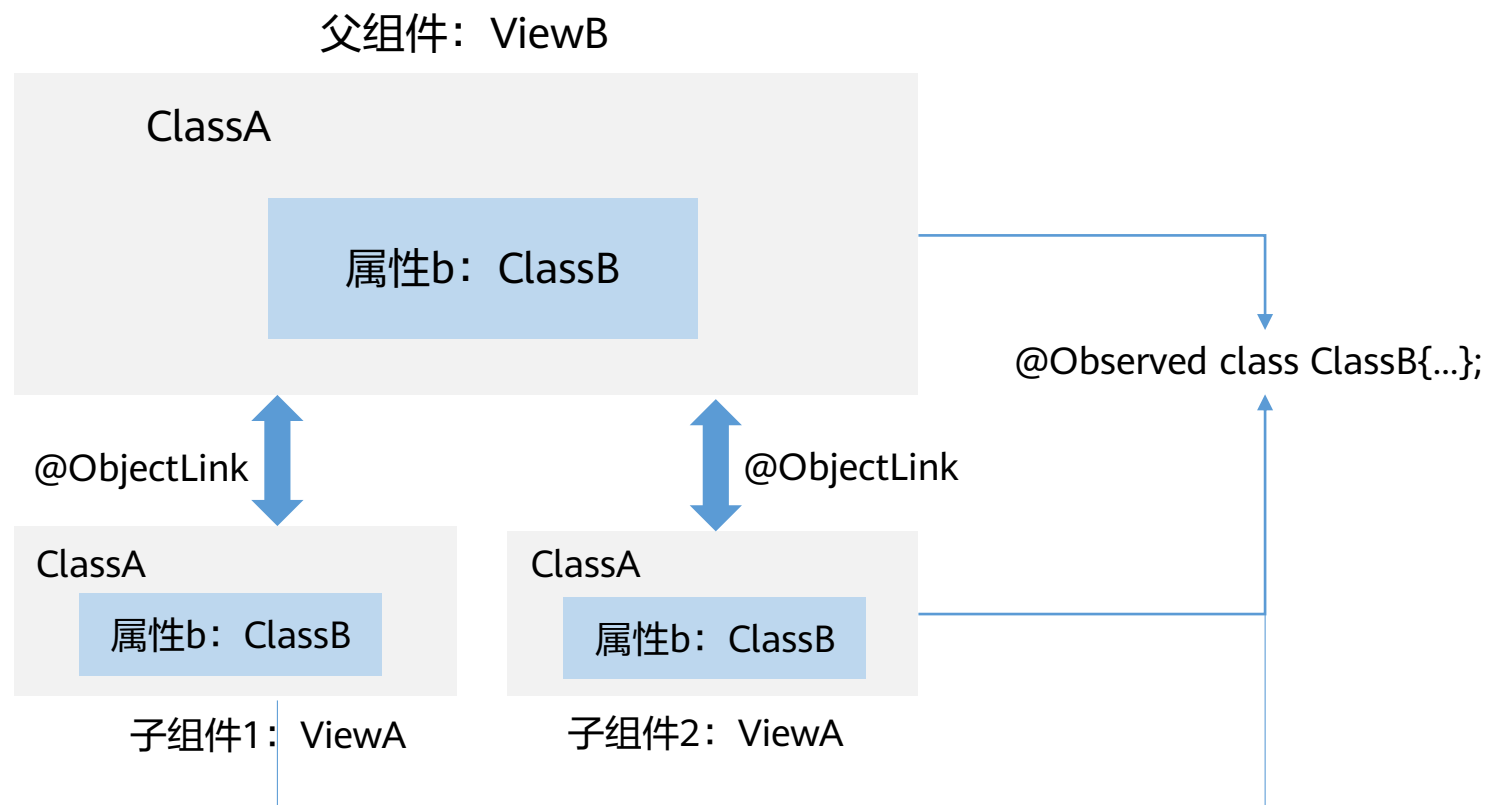 父组件：ViewB
ClassA
属性b：ClassB
@Observed class ClassB{...};
@ObjectLink
@ObjectLink
ClassA
ClassA
属性b：ClassB
属性b：ClassB
子组件1：ViewA
子组件2：ViewA